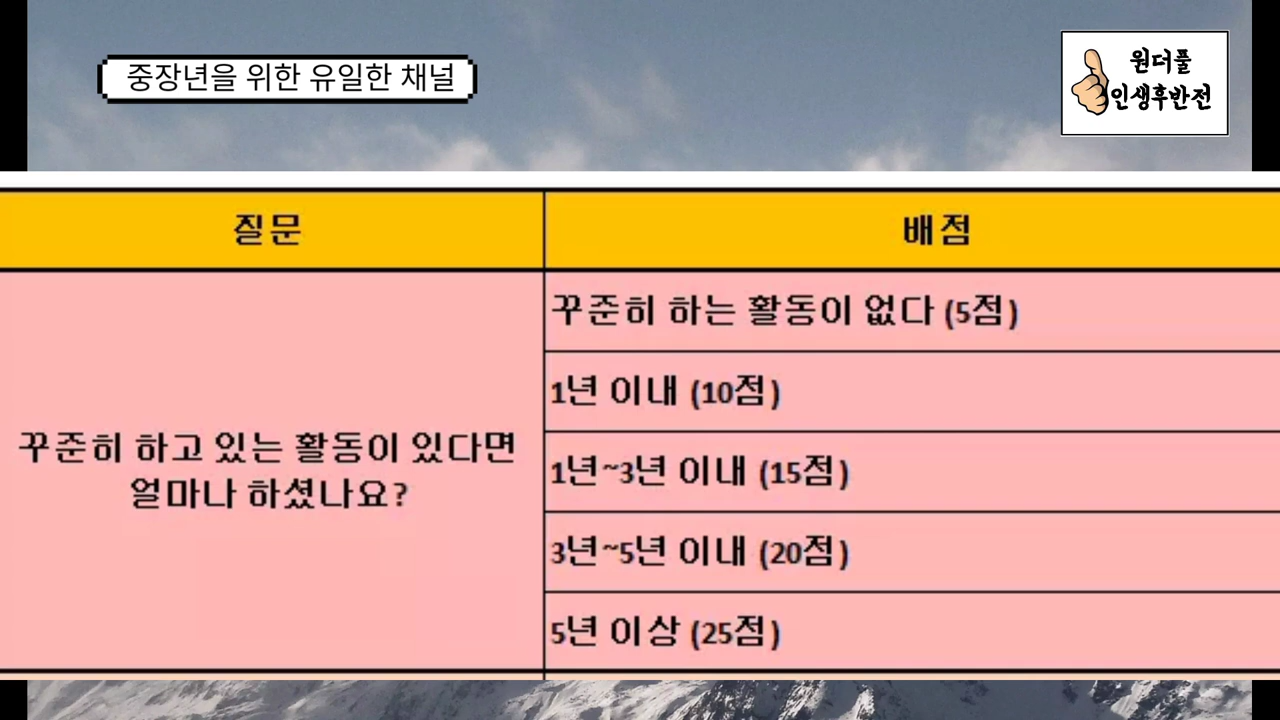 중장년을 위한 유일한 채널
원더풀
인생후반전
질문
배점
꾸준히 하고 있는 활동이 있다면
얼마나 하셨나요?
꾸준히 하는 활동이 없다 (5점)
1년 이내 (10점)
1년~3년 이내 (15점)
3년~5년 이내 (20점)
5년 이상 (25점)